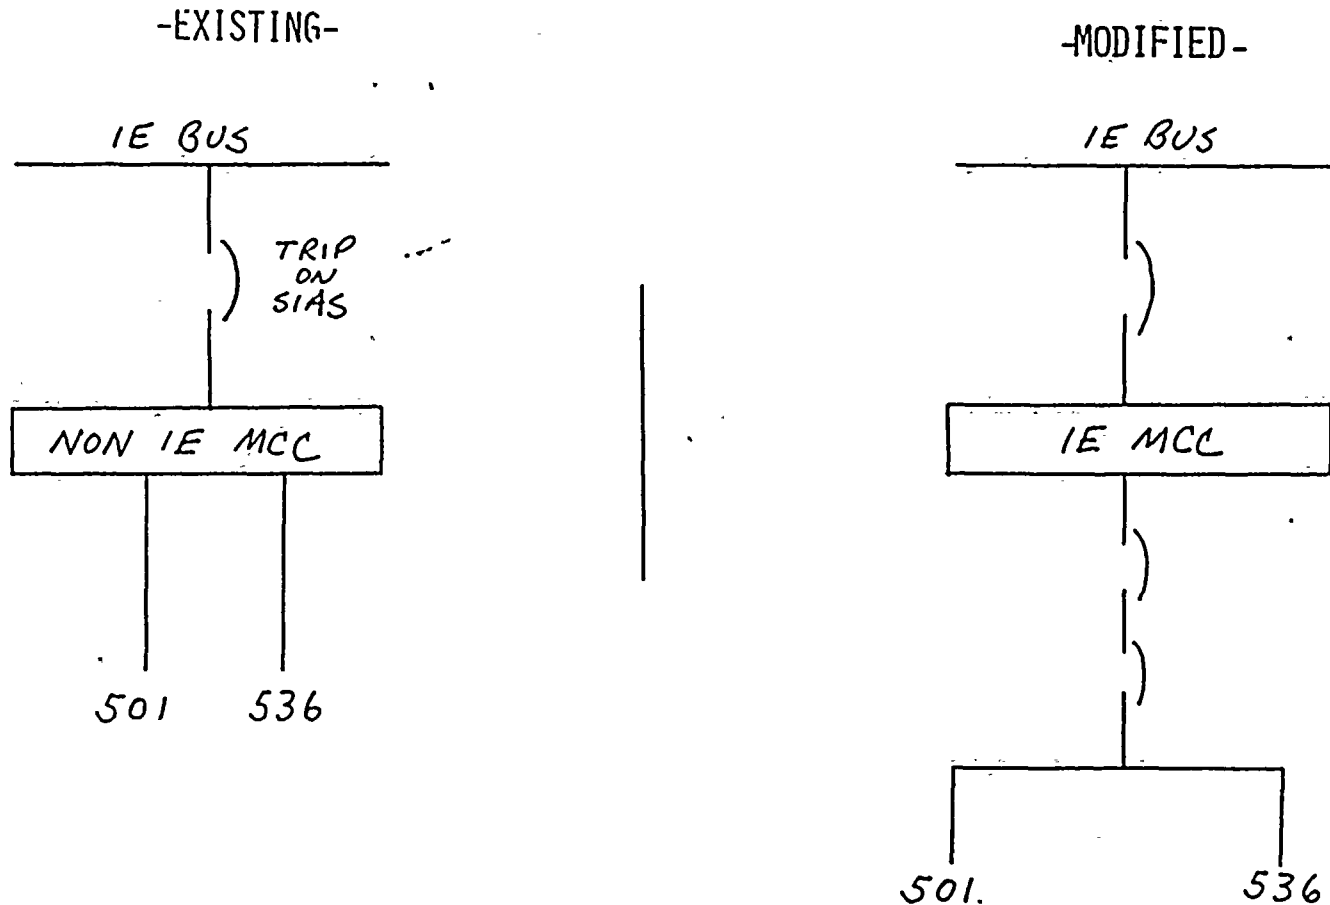 -EXISTING-
1E BUS
TRIP
ON
SIAS
NON 1E MCC
501 536
-MODIFIED-
1E BUS
1E MCC
501. 536